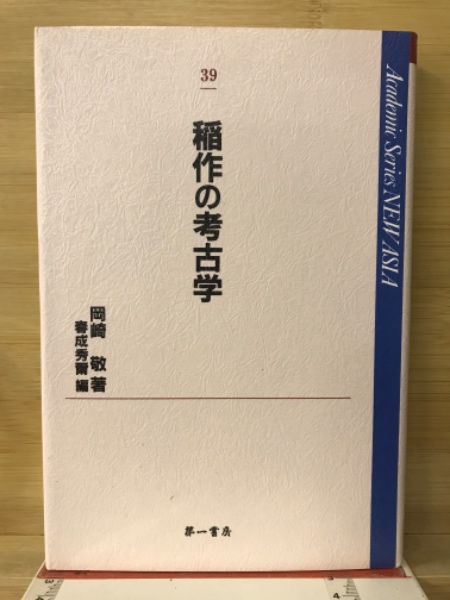 39
稲作の考古学
岡崎 敬 著
春成秀爾 編
第一書房
Academic Series NEW ASIA